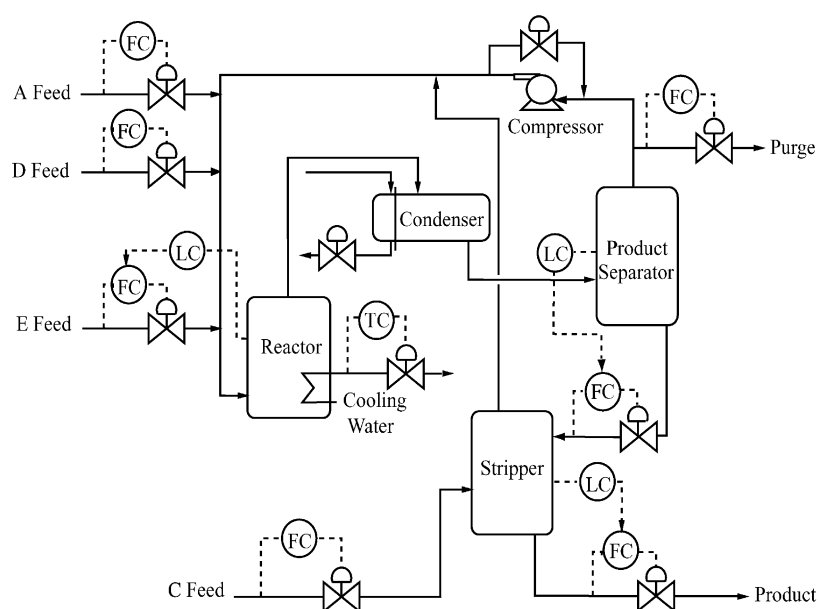 FC
A Feed
FC
Compressor
Purge
FC
D Feed
Condenser
LC
FC
LC
Product
Separator
E Feed
Reactor
TC
Cooling
Water
FC
Stripper
LC
FC
FC
C Feed
Product